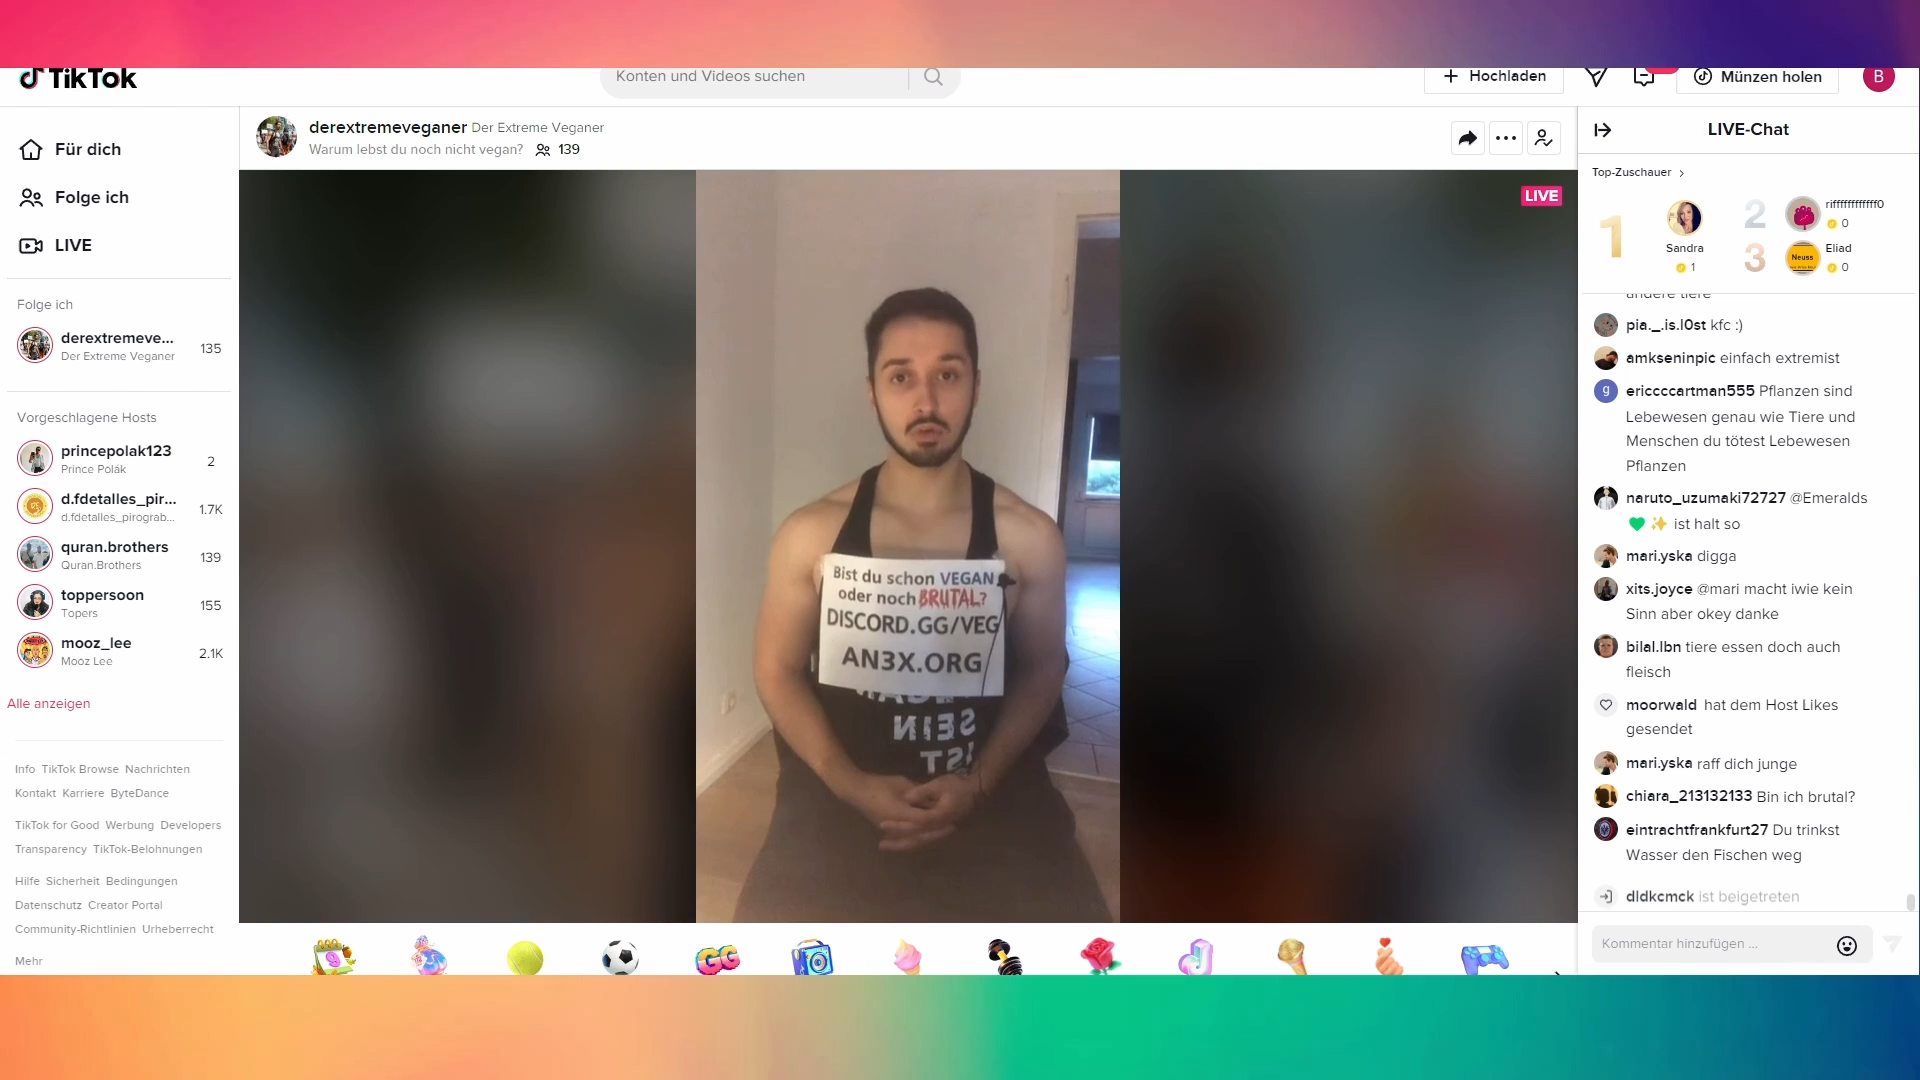 TikTok
Konten und Videos suchen
Hochladen
Münzen holen
B
Für dich
Folge ich
LIVE
Folge ich
derextremeve...
Der Extreme Veganer
135
Vorgeschlagene Hosts
princepolak123
Prince Polák
2
d.fdetalles_pir...
d.fdetalles_pirograb...
1.7K
quran.brothers
Quran.Brothers
139
toppersoon
Topers
155
mooz_lee
Mooz Lee
2.1K
Alle anzeigen
Info TikTok Browse Nachrichten
Kontakt Karriere ByteDance
TikTok for Good Werbung Developers
Transparency TikTok-Belohnungen
Hilfe Sicherheit Bedingungen
Datenschutz Creator Portal
Community-Richtlinien Urheberrecht
Mehr
derextremeveganer Der Extreme Veganer
Warum lebst du noch nicht vegan? 139
LIVE
Bist du schon VEGAN
oder noch BRUTAL?
DISCORD.GG/VEG
AN3X.ORG
SEIN
IST
9
GG
LIVE-Chat
Top-Zuschauer
1
Sandra
1
2
riffffffffffff0
0
3
Neuss
Eliad
0
andere tiere
pia._.is.l0st kfc :)
amkseninpic einfach extremist
g
ericcccartman555 Pflanzen sind
Lebewesen genau wie Tiere und
Menschen du tötest Lebewesen
Pflanzen
naruto_uzumaki72727 @Emeralds
💚 ✨ ist halt so
mari.yska digga
xits.joyce @mari macht iwie kein
Sinn aber okey danke
bilal.lbn tiere essen doch auch
fleisch
moorwald hat dem Host Likes
gesendet
mari.yska raff dich junge
chiara_213132133 Bin ich brutal?
eintrachtfrankfurt27 Du trinkst
Wasser den Fischen weg
dldkcmck ist beigetreten
Kommentar hinzufügen ...